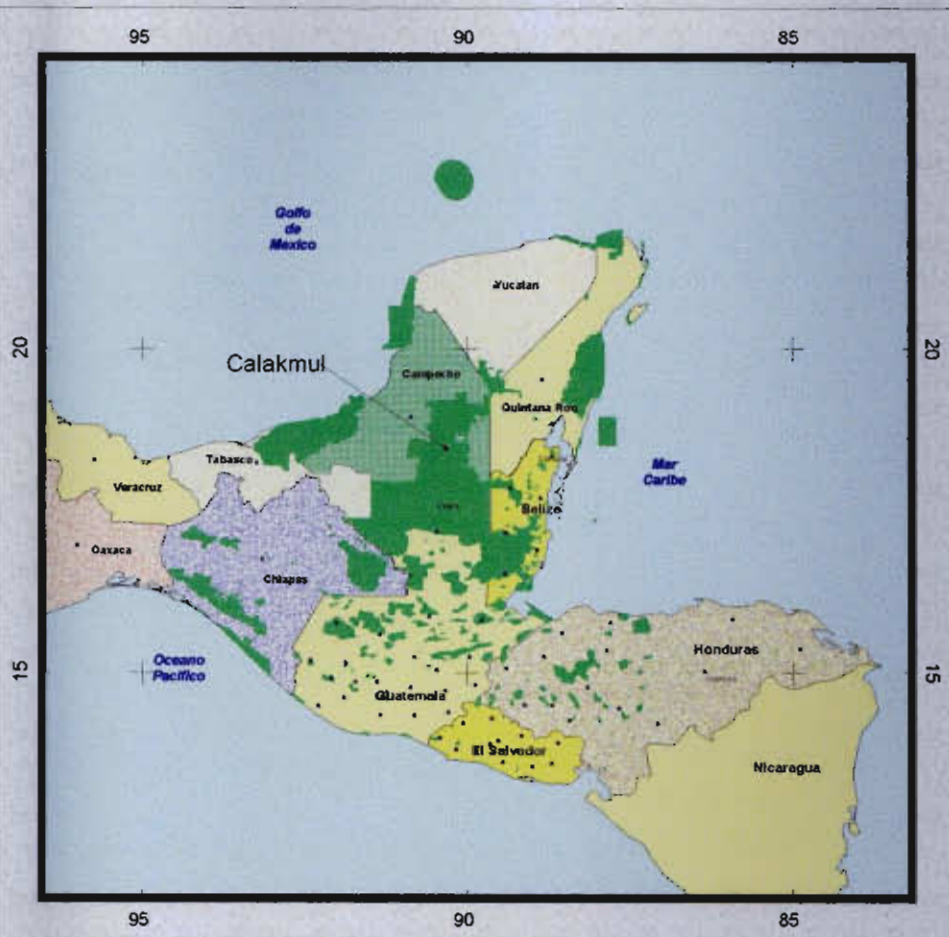 95 90 85
Golfo
de
Mexico
Yucatan
20 20
Calakmul
Campeche
Quintana Roo
Tabasco
Mar
Caribe
Veracruz
Belize
Oaxaca
Chiapas
Honduras
Oceano
Pacifico
15 15
Guatemala
El Salvador
Nicaragua
95 90 85